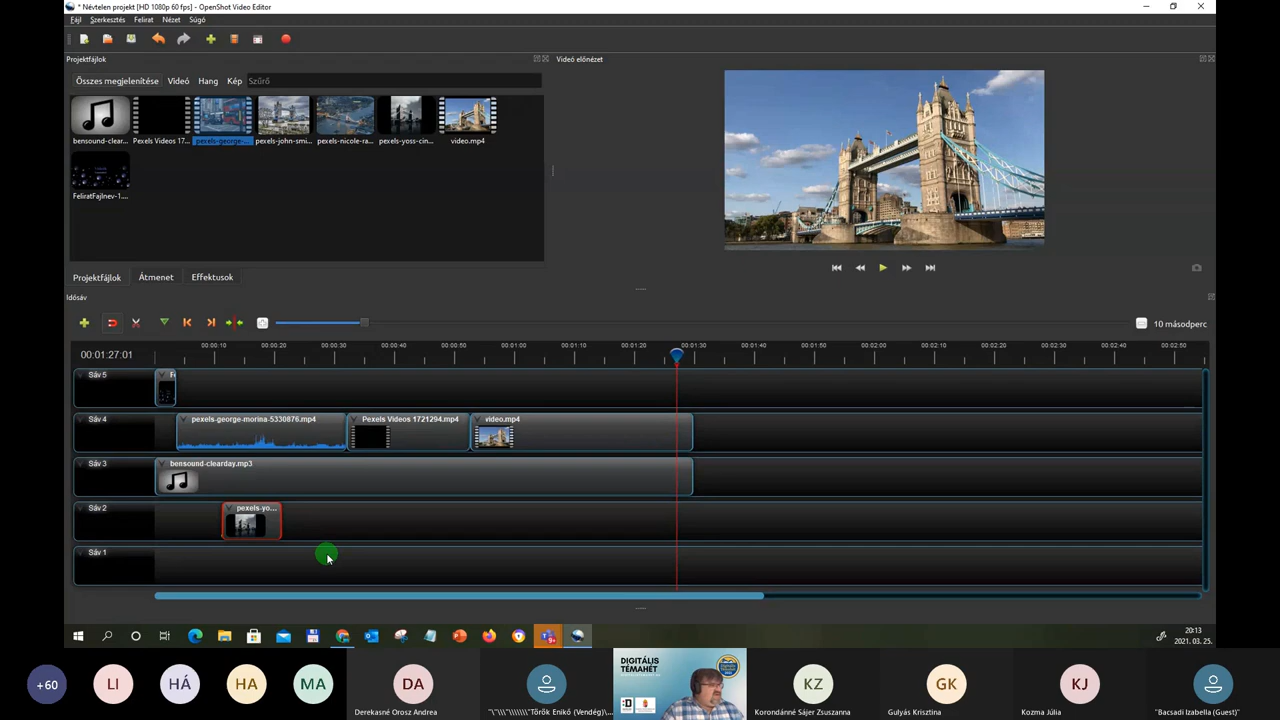 * Névtelen projekt [HD 1080p 60 fps] - OpenShot Video Editor
Fájl Szerkesztés Felirat Nézet Súgó
Projektfájlok
Videó előnézet
Összes megjelenítése Videó Hang Kép Szűrő
bensound-clear... Pexels Videos 17... pexels-george-... pexels-john-smi... pexels-nicole-ra... pexels-yoss-cin... video.mp4
FeliratFajlnev-1....
Projektfájlok Átmenet Effektusok
Idősáv
10 másodperc
00:01:27:01
00:00:10 00:00:20 00:00:30 00:00:40 00:00:50 00:01:00 00:01:10 00:01:20 00:01:30 00:01:40 00:01:50 00:02:00 00:02:10 00:02:20 00:02:30 00:02:40 00:02:50
Sáv 5
Sáv 4 pexels-george-morina-5330876.mp4 Pexels Videos 1721294.mp4 video.mp4
Sáv 3 bensound-clearday.mp3
Sáv 2 pexels-yo...
Sáv 1
20:13
2021. 03. 25.
+60 LI HÁ HA MA DA KZ GK KJ
DIGITÁLIS
TÉMAHÉT
Derekasné Orosz Andrea
"\"\\\"\\\\\\\"Török Enikő (Vendég)/...
Korondánné Sájer Zsuzsanna
Gulyás Krisztina
Kozma Júlia
"Bacsadi Izabella (Guest)"